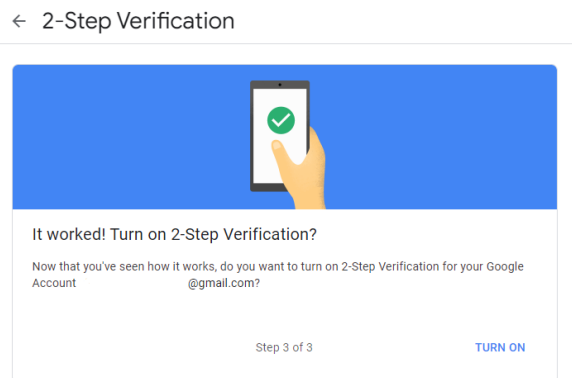 2-Step Verification
It worked! Turn on 2-Step Verification?
Now that you've seen how it works, do you want to turn on 2-Step Verification for your Google
Account @gmail.com?
Step 3 of 3
TURN ON